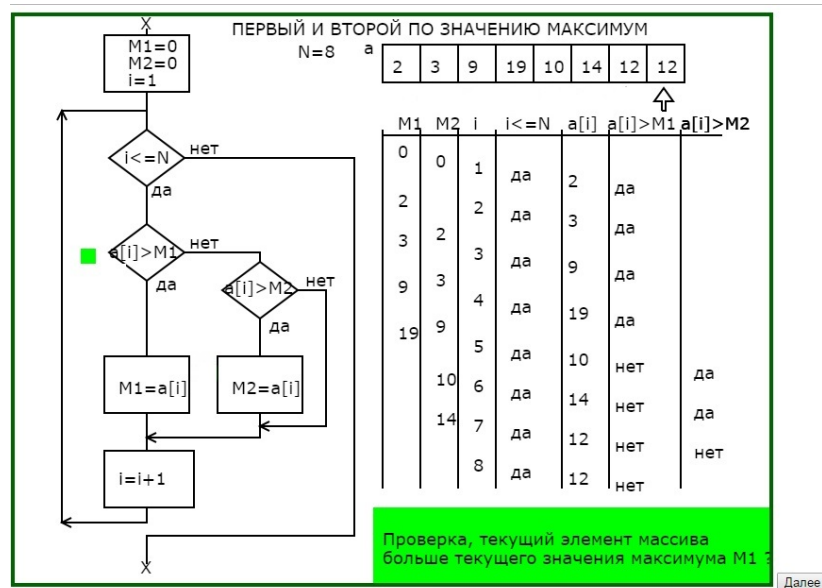 ПЕРВЫЙ И ВТОРОЙ ПО ЗНАЧЕНИЮ МАКСИМУМ
X
M1=0
M2=0
i=1
i<=N
нет
да
a[i]>M1
нет
да
a[i]>M2
нет
да
M1=a[i]
M2=a[i]
i=i+1
X
N=8
a
2 3 9 19 10 14 12 12
M1 M2 i i<=N a[i] a[i]>M1 a[i]>M2
0 0 1 да 2 да
2 2 да 3 да
3 2 3 да 9 да
9 3 4 да 19 да
19 9 5 да 10 нет да
10 6 да 14 нет да
14 7 да 12 нет нет
8 да 12 нет
Проверка, текущий элемент массива
больше текущего значения максимума M1 ?
Далее